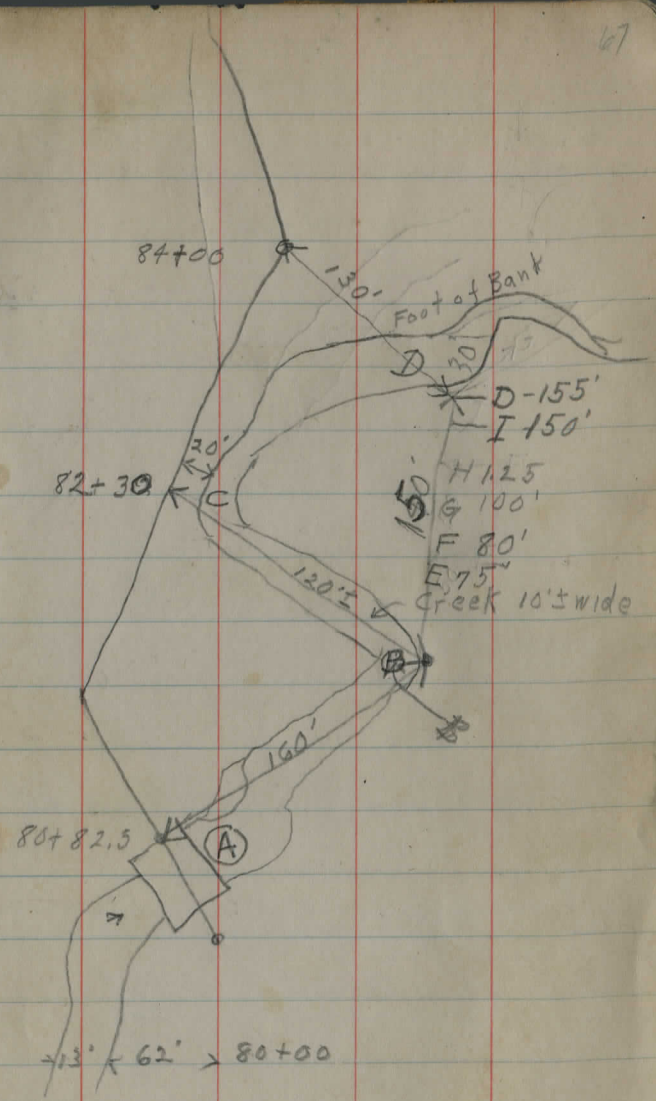 67
84+00
130'
Foot of Bank
D
30'
D-155'
I 150'
20'
H 125
82+30
C
150'
G 100'
F 80'
E 75'
120'±
Creek 10'± wide
B
160'
80+82.5
A
13' 62' 80+00